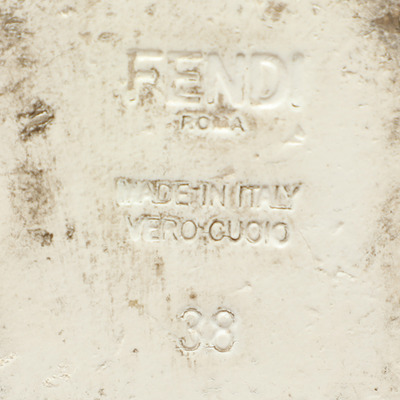 FENDI
ROMA
MADE IN ITALY
VERO CUOIO
38